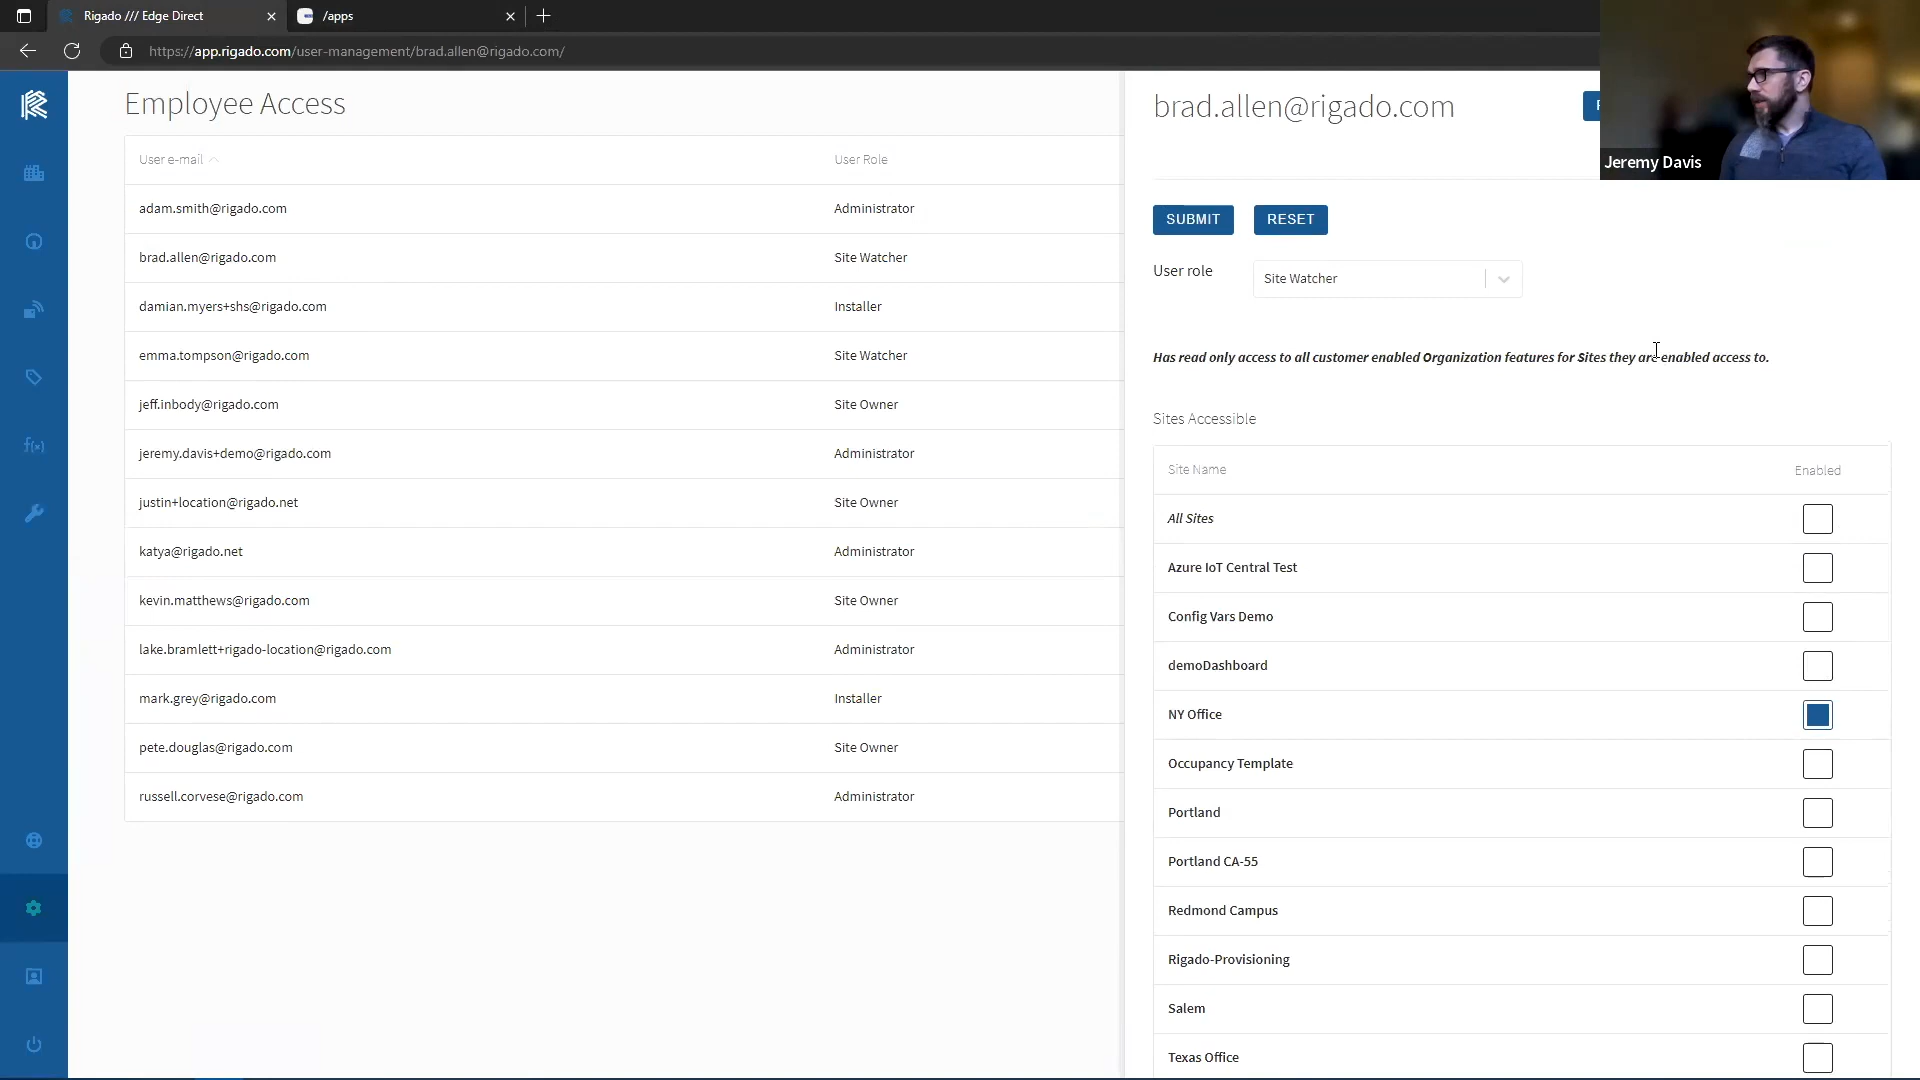 Rigado /// Edge Direct
/apps
https://app.rigado.com/user-management/brad.allen@rigado.com/
Employee Access
User e-mail User Role
adam.smith@rigado.com Administrator
brad.allen@rigado.com Site Watcher
damian.myers+shs@rigado.com Installer
emma.tompson@rigado.com Site Watcher
jeff.inbody@rigado.com Site Owner
jeremy.davis+demo@rigado.com Administrator
justin+location@rigado.net Site Owner
katya@rigado.net Administrator
kevin.matthews@rigado.com Site Owner
lake.bramlett+rigado-location@rigado.com Administrator
mark.grey@rigado.com Installer
pete.douglas@rigado.com Site Owner
russell.corvese@rigado.com Administrator
brad.allen@rigado.com
Jeremy Davis
SUBMIT RESET
User role Site Watcher
Has read only access to all customer enabled Organization features for Sites they are enabled access to.
Sites Accessible
Site Name Enabled
All Sites
Azure IoT Central Test
Config Vars Demo
demoDashboard
NY Office
Occupancy Template
Portland
Portland CA-55
Redmond Campus
Rigado-Provisioning
Salem
Texas Office
f(x)